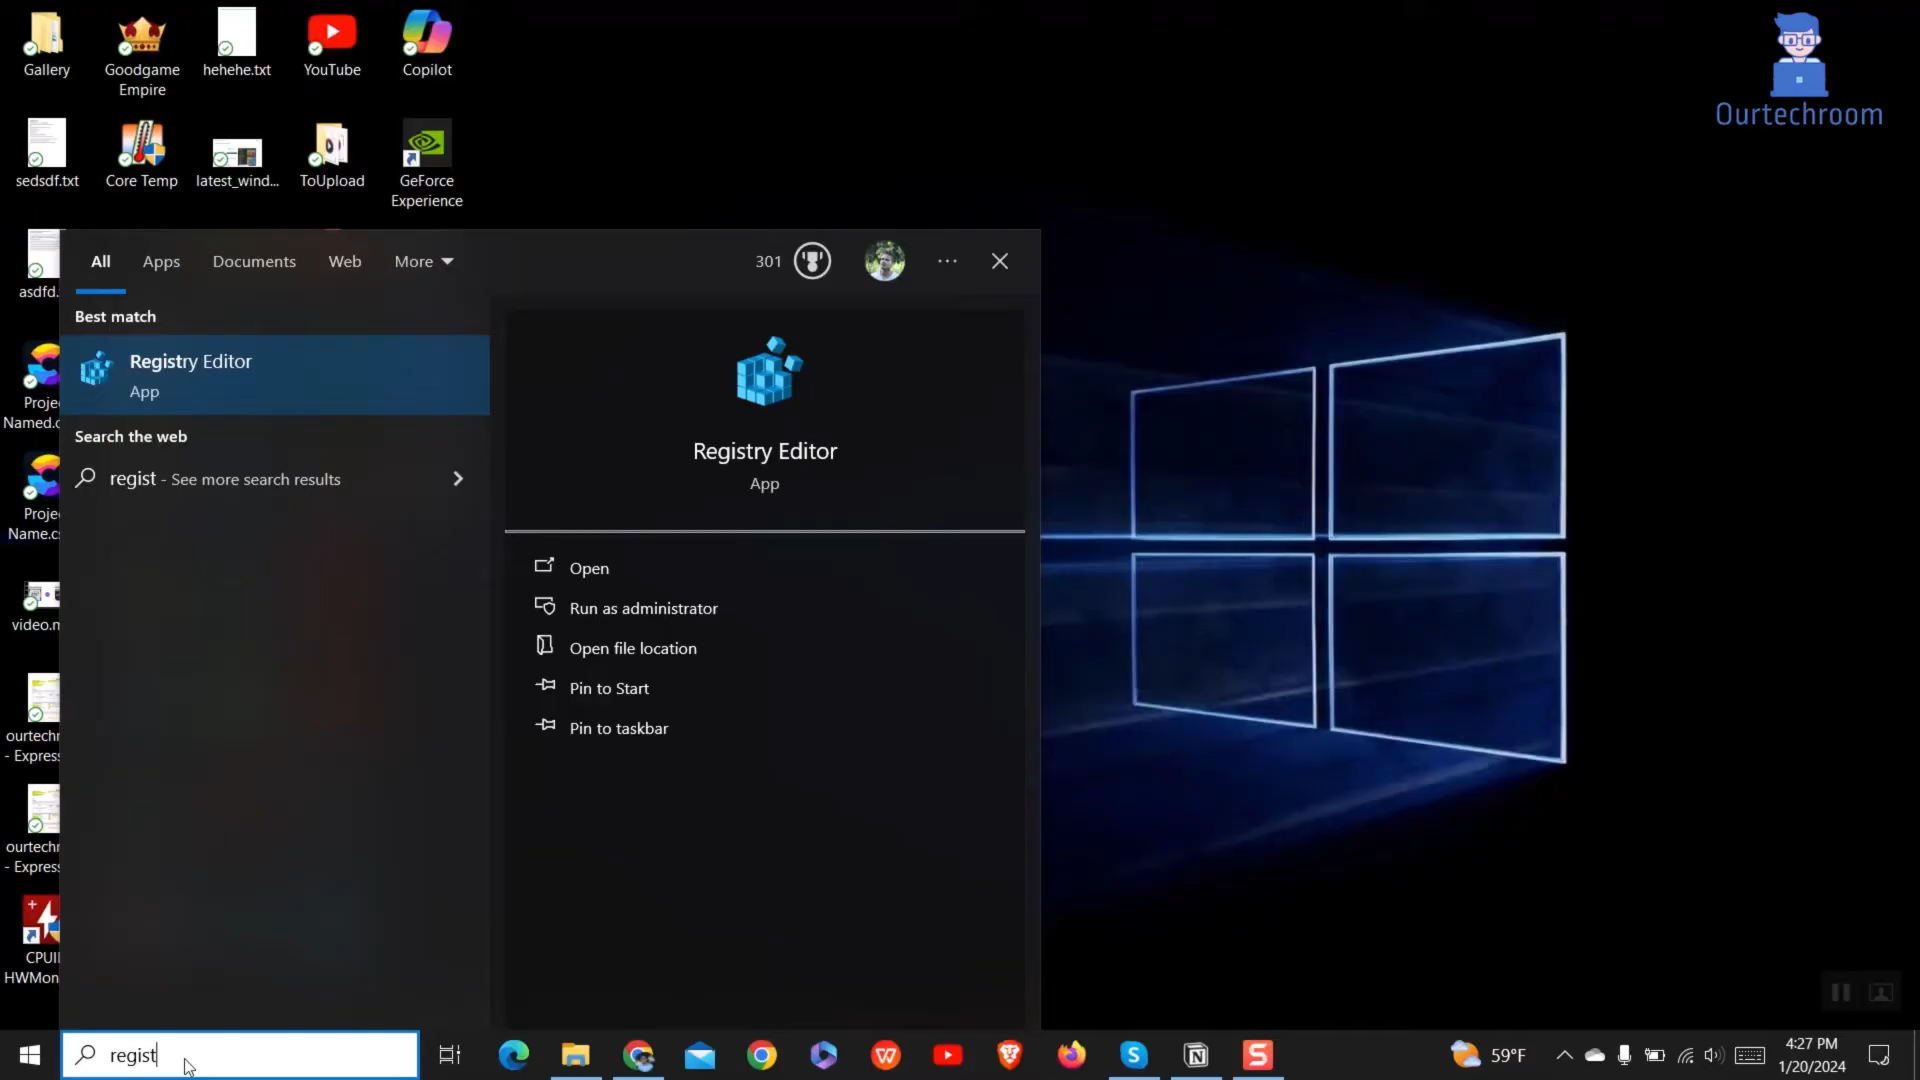 Gallery
Goodgame
Empire
hehehe.txt
YouTube
Copilot
Ourtechroom
sedsdf.txt
Core Temp
latest_wind...
ToUpload
GeForce
Experience
All
Apps
Documents
Web
More
301
asdfd.
Best match
Registry Editor
App
Search the web
regist - See more search results
Registry Editor
App
Open
Run as administrator
Open file location
Pin to Start
Pin to taskbar
Proje
Named.c
Proje
Name.cs
video.m
ourtechr
- Express
ourtechr
- Express
CPUI
HWMon
regist
59°F
4:27 PM
1/20/2024